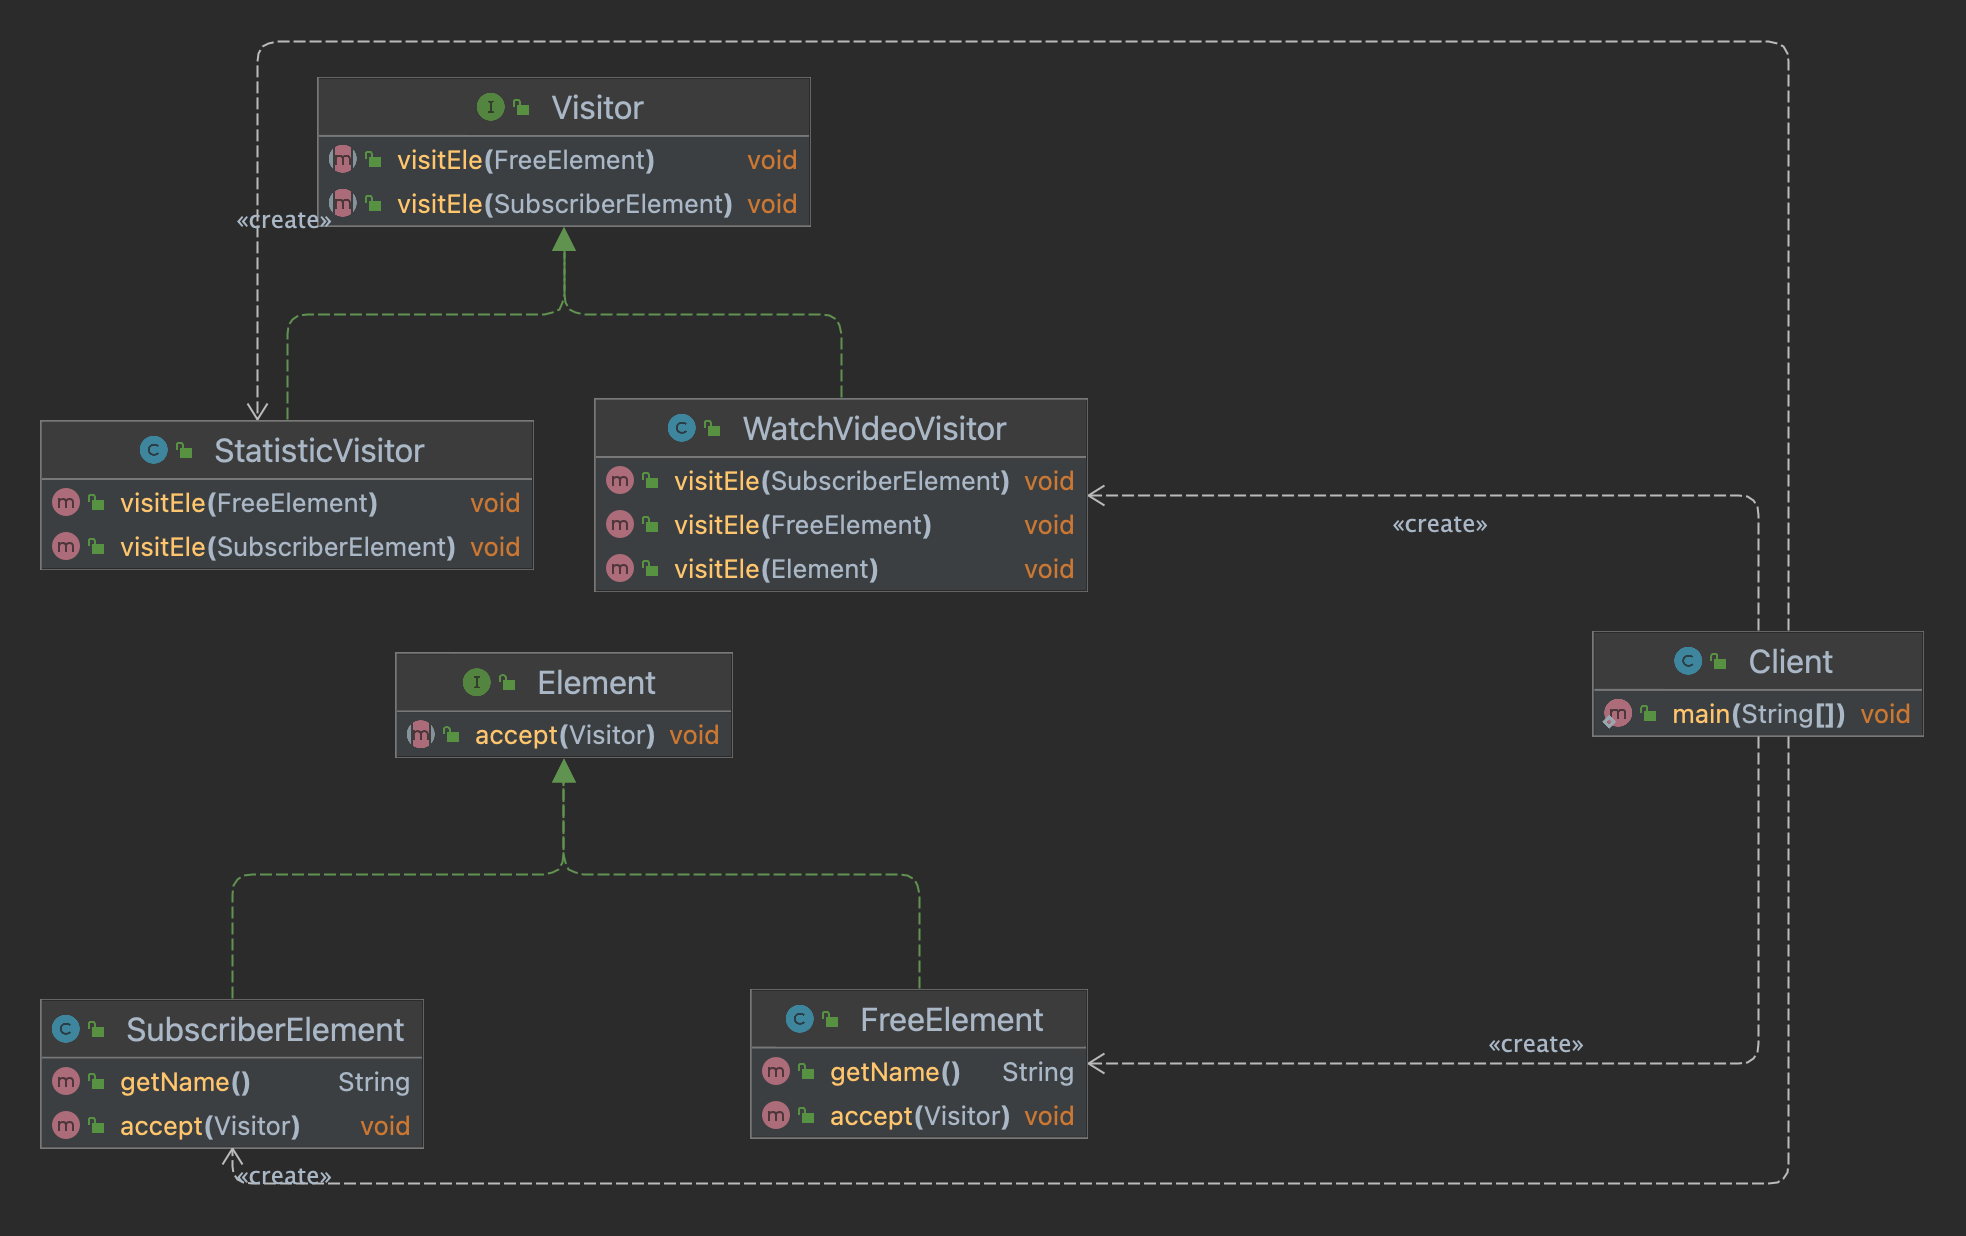 Visitor
visitEle(FreeElement) void
visitEle(SubscriberElement) void
«create»
StatisticVisitor
visitEle(FreeElement) void
visitEle(SubscriberElement) void
WatchVideoVisitor
visitEle(SubscriberElement) void
visitEle(FreeElement) void
visitEle(Element) void
«create»
Client
main(String[]) void
Element
accept(Visitor) void
SubscriberElement
getName() String
accept(Visitor) void
FreeElement
getName() String
accept(Visitor) void
«create»
«create»